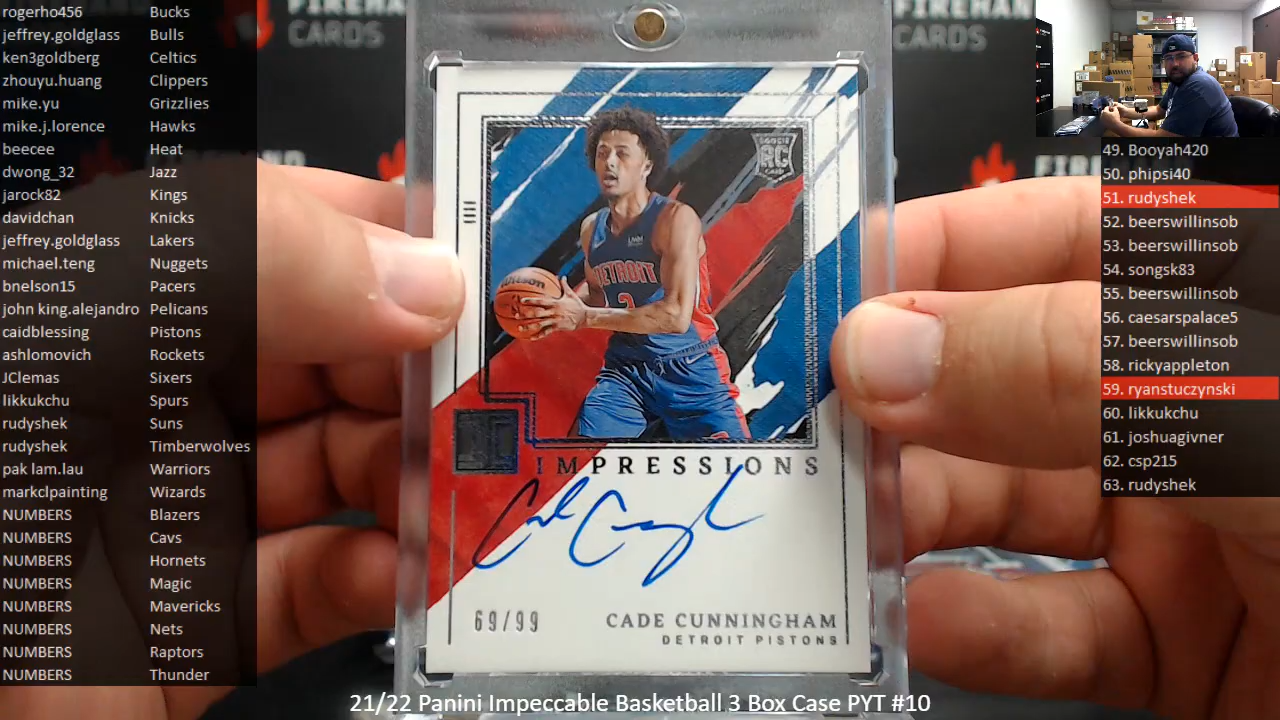 rogerho456 Bucks
jeffrey.goldglass Bulls
ken3goldberg Celtics
zhouyu.huang Clippers
mike.yu Grizzlies
mike.j.lorence Hawks
beecee Heat
dwong_32 Jazz
jarock82 Kings
davidchan Knicks
jeffrey.goldglass Lakers
michael.teng Nuggets
bnelson15 Pacers
john king.alejandro Pelicans
caidblessing Pistons
ashlomovich Rockets
JClemas Sixers
likkukchu Spurs
rudyshek Suns
rudyshek Timberwolves
pak lam.lau Warriors
markclpainting Wizards
NUMBERS Blazers
NUMBERS Cavs
NUMBERS Hornets
NUMBERS Magic
NUMBERS Mavericks
NUMBERS Nets
NUMBERS Raptors
NUMBERS Thunder
FIREHAN
CARDS
FIREHAN
CARDS
RC
Wilson
DETROIT
2
IMPRESSIONS
69/99
CADE CUNNINGHAM
DETROIT PISTONS
49. Booyah420
50. phipsi40
51. rudyshek
52. beerswillinsob
53. beerswillinsob
54. songsk83
55. beerswillinsob
56. caesarspalace5
57. beerswillinsob
58. rickyappleton
59. ryanstuczynski
60. likkukchu
61. joshuagivner
62. csp215
63. rudyshek
21/22 Panini Impeccable Basketball 3 Box Case PYT #10